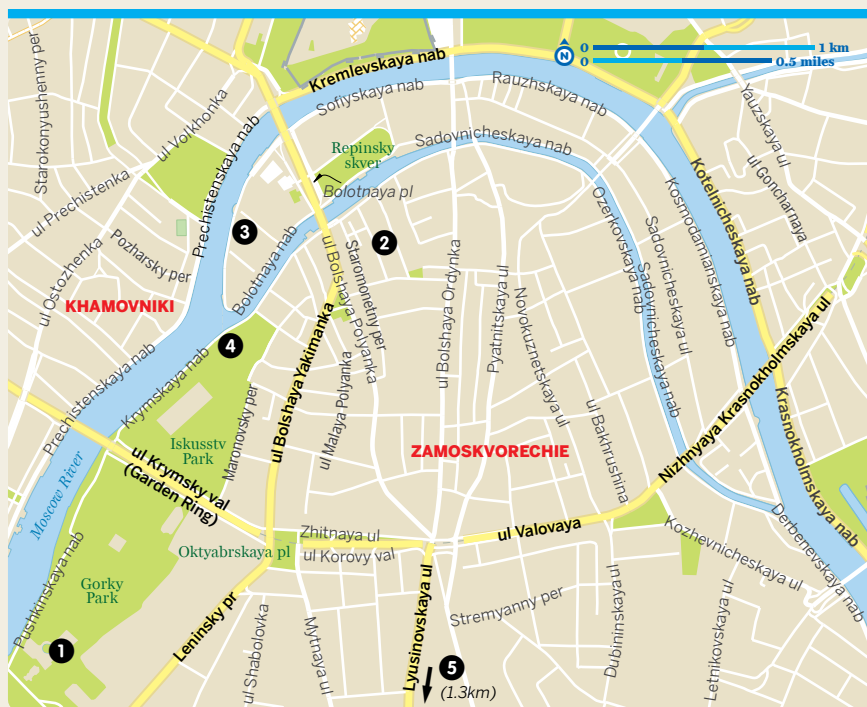 0 1 km
N
0 0.5 miles
Kremlevskaya nab
Sofiyskaya nab
Rauzhskaya nab
Yauzskaya ul
Starokonyushenny per
ul Volkhonka
Repinsky
skver
Sadovnicheskaya nab
ul Goncharnaya
ul Prechistenka
Prechistenskaya nab
Bolotnaya pl
Ozerkovskaya nab
Kosmodamianskaya nab
Kotelnicheskaya nab
Pozharsky per
3
2
Bolotnaya nab
ul Bolshaya Polyanka
Staromonetny per
ul Bolshaya Ordynka
Pyatnitskaya ul
Novokuznetskaya ul
Sadovnicheskaya ul
Sadovnicheskaya nab
ul Ostozhenka
KHAMOVNIKI
4
Prechistenskaya nab
Krymskaya nab
ul Bolshaya Yakimanka
ul Malaya Polyanka
Maronovsky per
ul Bakhrushina
Nizhnyaya Krasnokholmskaya ul
Krasnokholmskaya nab
Iskusstv
Park
ZAMOSKVORECHIE
Moscow River
ul Krymsky val
(Garden Ring)
Zhitnaya ul
ul Valovaya
Derbenevskaya nab
Oktyabrskaya pl
ul Korovy val
Kozhevnicheskaya ul
Pushkinskaya nab
Gorky
Park
Leninsky pr
Lyusinovskaya ul
Stremyanny per
Dubininskaya ul
Letnikovskaya ul
1
ul Shabolovka
Mytnaya ul
5
(1.3km)